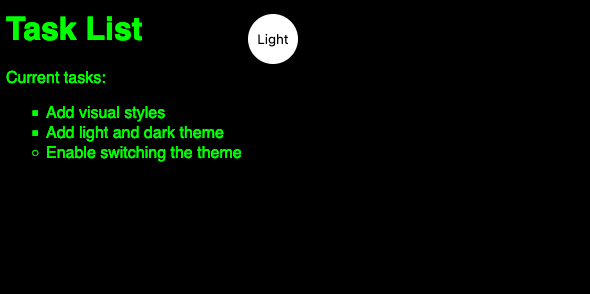 Task List
Light
Current tasks:
Add visual styles
Add light and dark theme
Enable switching the theme